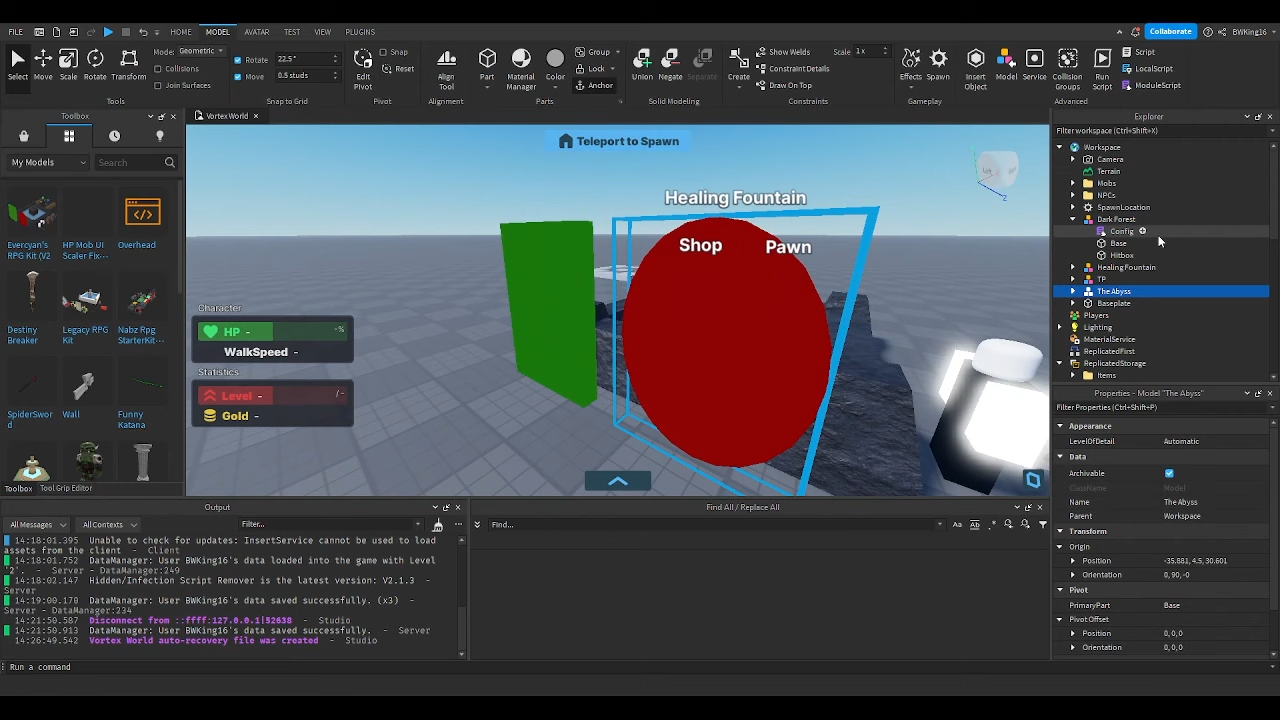 FILE
HOME
MODEL
AVATAR
TEST
VIEW
PLUGINS
Collaborate
BWKing16
Select
Move
Scale
Rotate
Transform
Mode: Geometric
Collisions
Join Surfaces
Tools
Rotate 22.5°
Move 0.5 studs
Snap to Grid
Edit Pivot
Snap
Reset
Pivot
Align Tool
Alignment
Part
Material Manager
Color
Group
Lock
Anchor
Parts
Union
Negate
Separate
Solid Modeling
Create
Show Welds
Scale 1x
Constraint Details
Draw On Top
Constraints
Effects
Spawn
Gameplay
Insert Object
Model
Service
Collision Groups
Run Script
Script
LocalScript
ModuleScript
Advanced
Toolbox
My Models
Search
Evercyan's RPG Kit (V2
HP Mob UI Scaler Fix...
Overhead
Destiny Breaker
Legacy RPG Kit
Nabz Rpg StarterKit...
SpiderSwor d
Wall
Funny Katana
Toolbox
Tool Grip Editor
VortexWorld
Teleport to Spawn
Healing Fountain
Shop
Pawn
Character
HP -
-%
WalkSpeed -
Statistics
Level -
/-
Gold -
Explorer
Filter workspace (Ctrl+Shift+X)
Workspace
Camera
Terrain
Mobs
NPCs
SpawnLocation
Dark Forest
Config
Base
Hitbox
Healing Fountain
TP
The Abyss
Baseplate
Players
Lighting
MaterialService
ReplicatedFirst
ReplicatedStorage
Items
Properties - Model "The Abyss"
Filter Properties (Ctrl+Shift+P)
Appearance
LevelOfDetail Automatic
Data
Archivable
ClassName Model
Name The Abyss
Parent Workspace
Transform
Origin
Position -35.881, 4.5, 30.601
Orientation 0,90,-0
Pivot
PrimaryPart Base
PivotOffset
Position 0,0,0
Orientation 0,0,0
Output
All Messages
All Contexts
Filter...
14:18:01.395 Unable to check for updates: InsertService cannot be used to load
assets from the client - Client
14:18:01.752 DataManager: User BWKing16's data loaded into the game with Level
'2'. - Server - DataManager:249
14:18:02.147 Hidden/Infection Script Remover is the latest version: V2.1.3 -
Server
14:19:00.170 DataManager: User BWKing16's data saved successfully. (x3) -
Server - DataManager:234
14:21:50.587 Disconnect from ::ffff:127.0.0.1|52638 - Studio
14:21:50.913 DataManager: User BWKing16's data saved successfully. - Server
14:26:49.542 Vortex World auto-recovery file was created - Studio
Find All / Replace All
Find...
Aa
Ab
Run a command